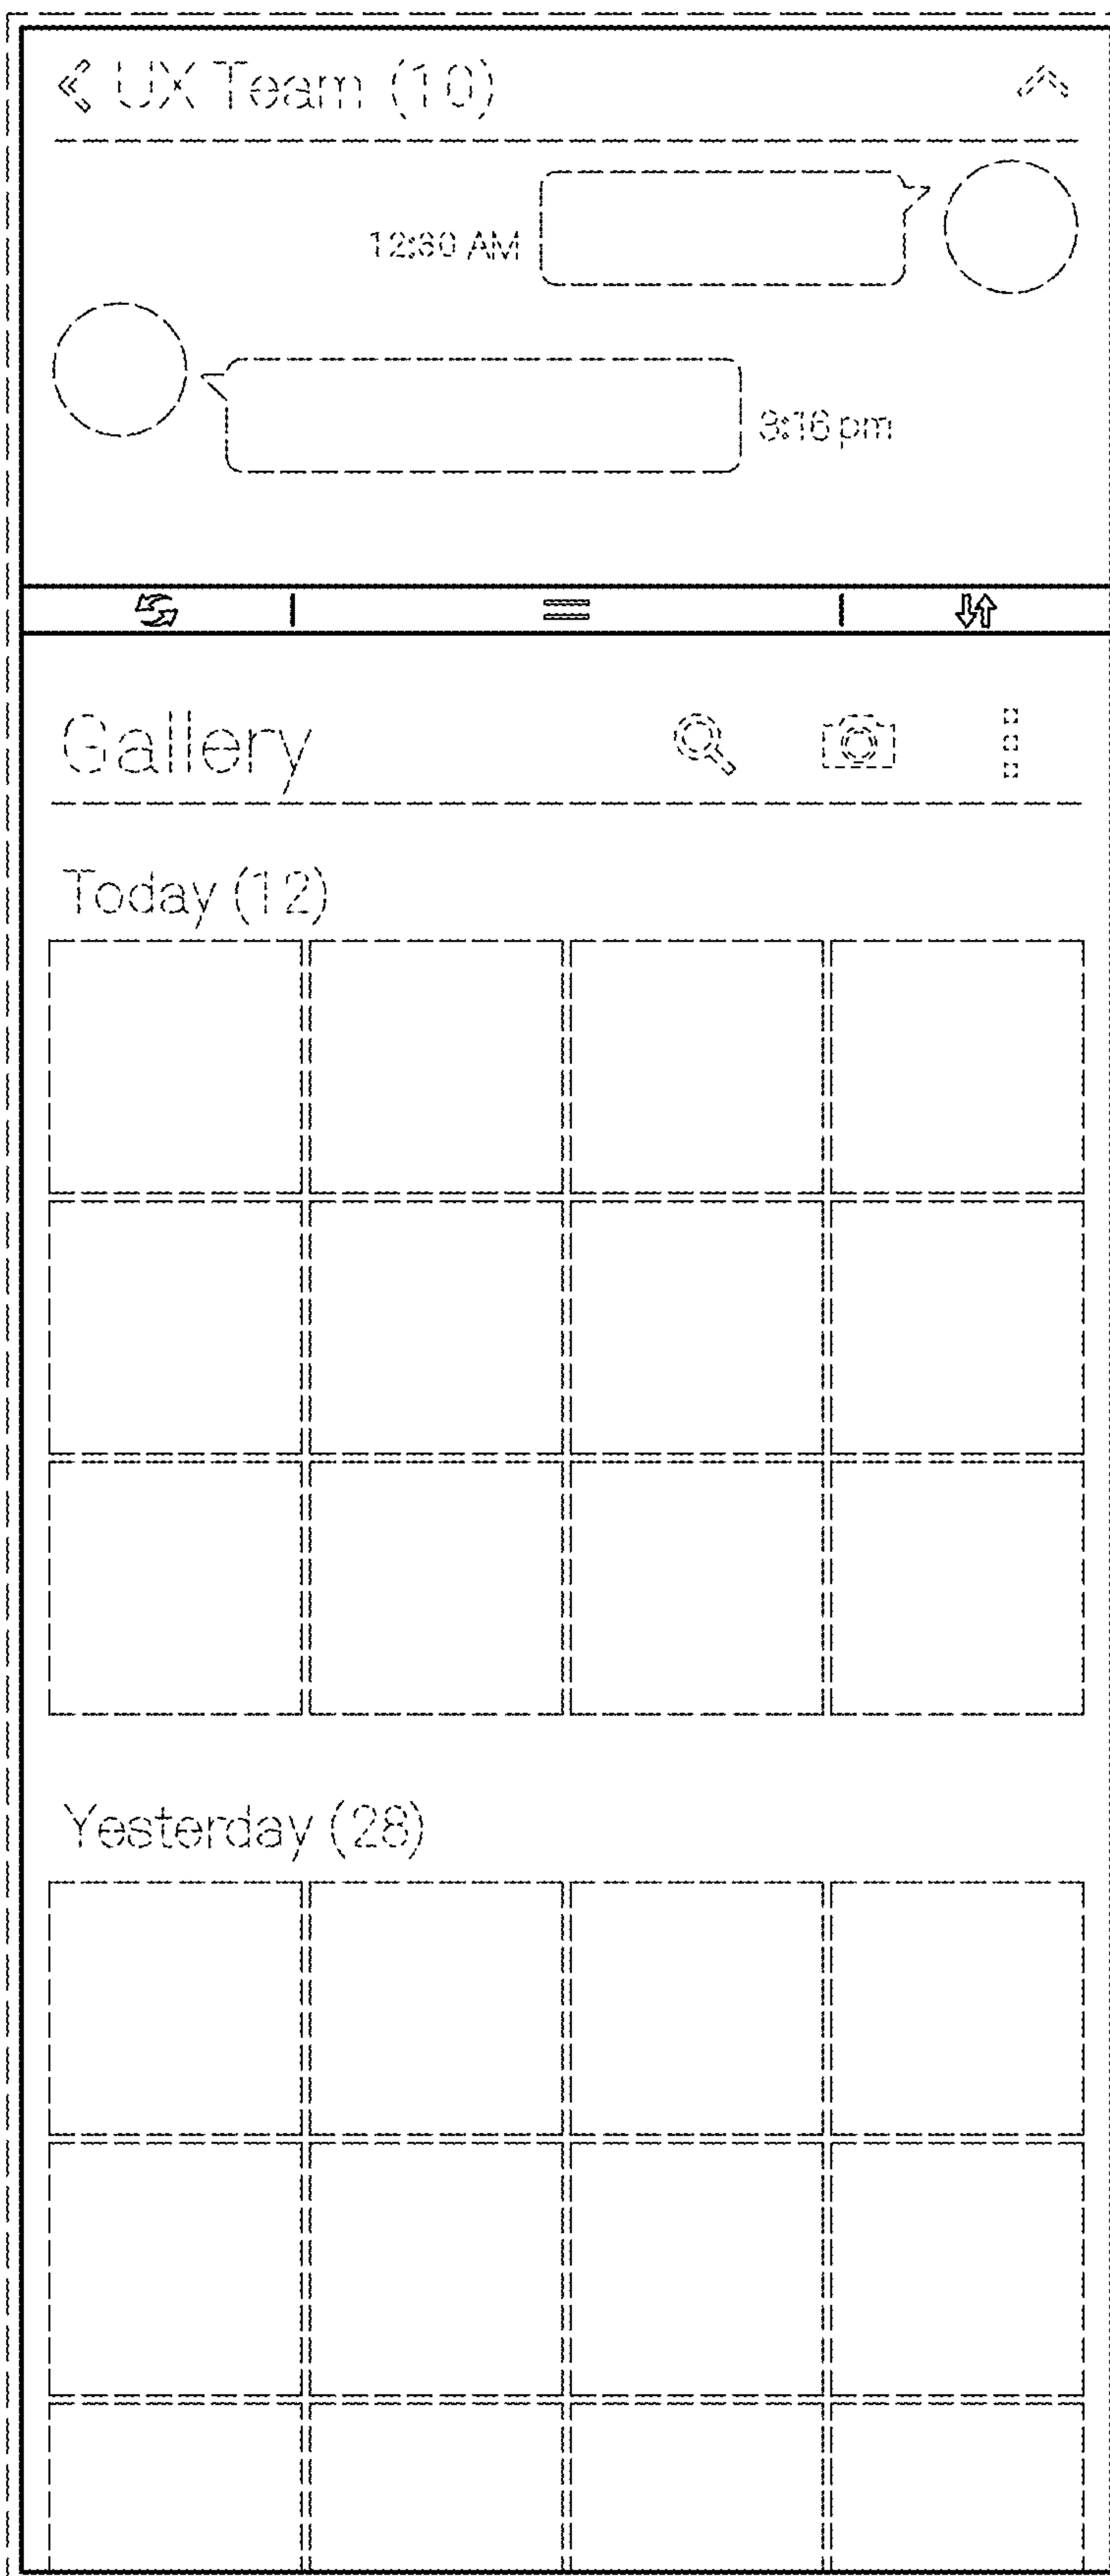 UX Team (10)
12:30 AM
3:16 pm
Gallery
Today (12)
Yesterday (28)